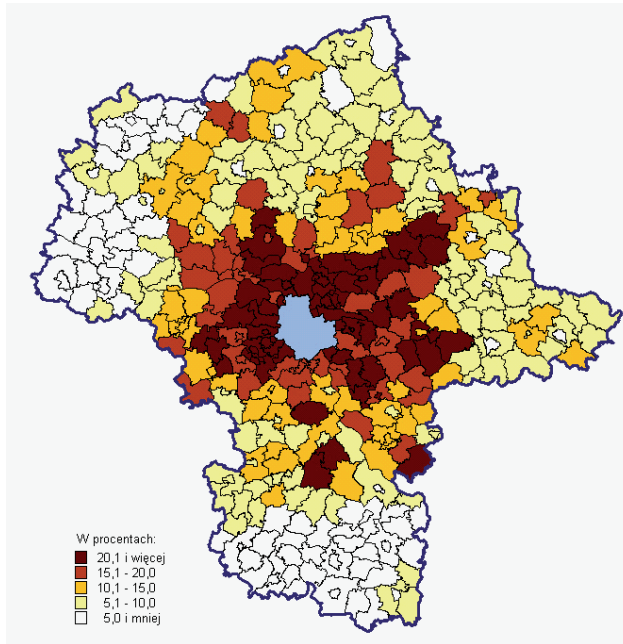 W procentach:
20,1 i więcej
15,1 - 20,0
10,1 - 15,0
5,1 - 10,0
5,0 i mniej